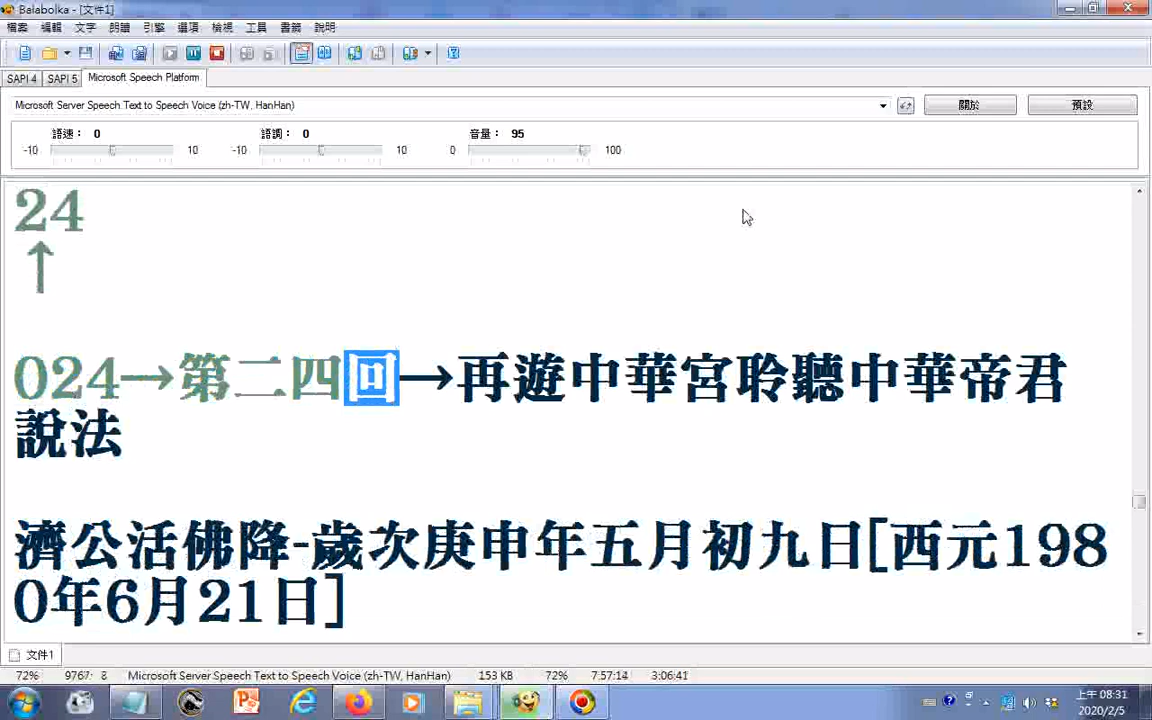 Balabolka - [文件1]
檔案 編輯 文字 朗讀 引擎 選項 檢視 工具 書籤 說明
SAPI 4 SAPI 5 Microsoft Speech Platform
Microsoft Server Speech Text to Speech Voice (zh-TW, HanHan) 關於 預設
語速： 0 語調： 0 音量： 95
-10 10 -10 10 0 100
24
↑
024→第二四回→再遊中華宮聆聽中華帝君
說法
濟公活佛降-歲次庚申年五月初九日[西元198
0年6月21日]
文件1
72% 9767: 8 Microsoft Server Speech Text to Speech Voice (zh-TW, HanHan) 153 KB 72% 7:57:14 3:06:41
上午 08:31
2020/2/5